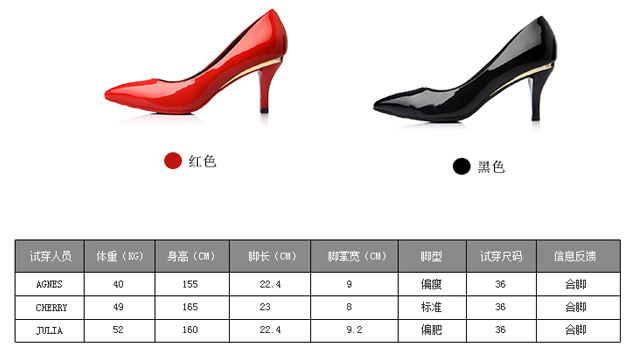 红色
黑色
试穿人员 体重（KG） 身高（CM） 脚长（CM） 脚掌宽（CM） 脚型 试穿尺码 信息反馈
AGNES 40 155 22.4 9 偏瘦 36 合脚
CHERRY 49 165 23 8 标准 36 合脚
JULIA 52 160 22.4 9.2 偏肥 36 合脚